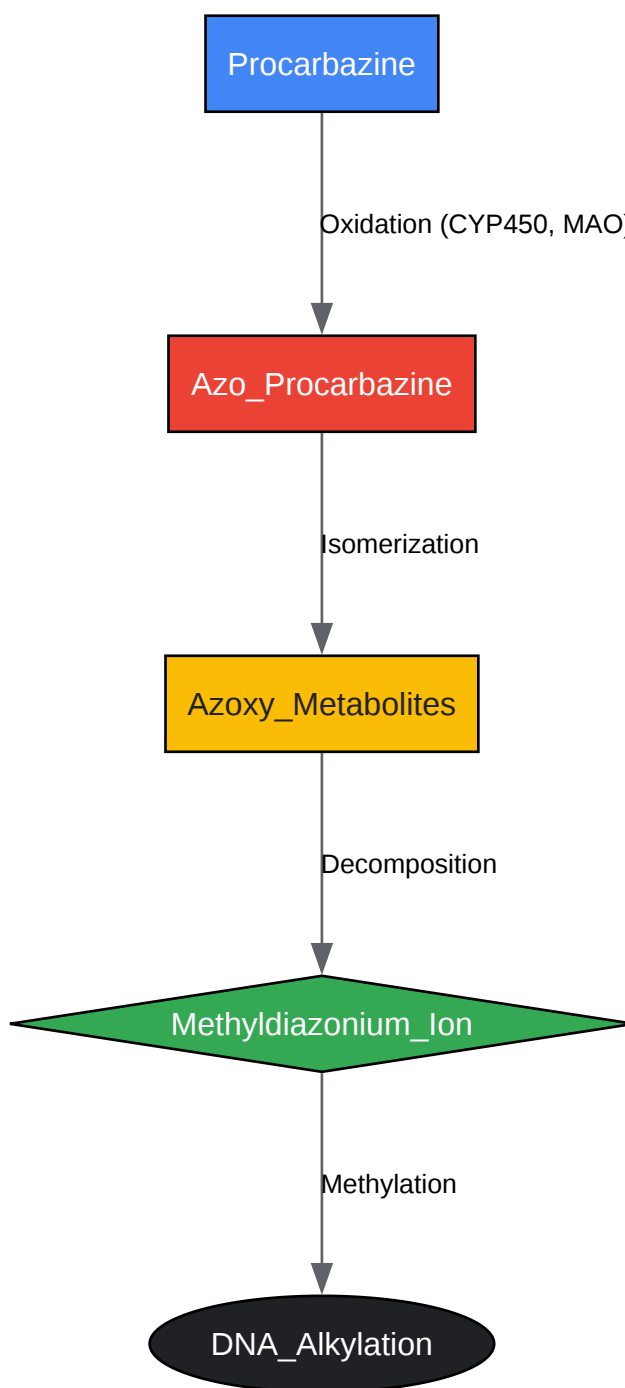 Procarbazine
Oxidation (CYP450, MAO)
Azo_Procarbazine
Isomerization
Azoxy_Metabolites
Decomposition
Methyldiazonium_Ion
Methylation
DNA_Alkylation